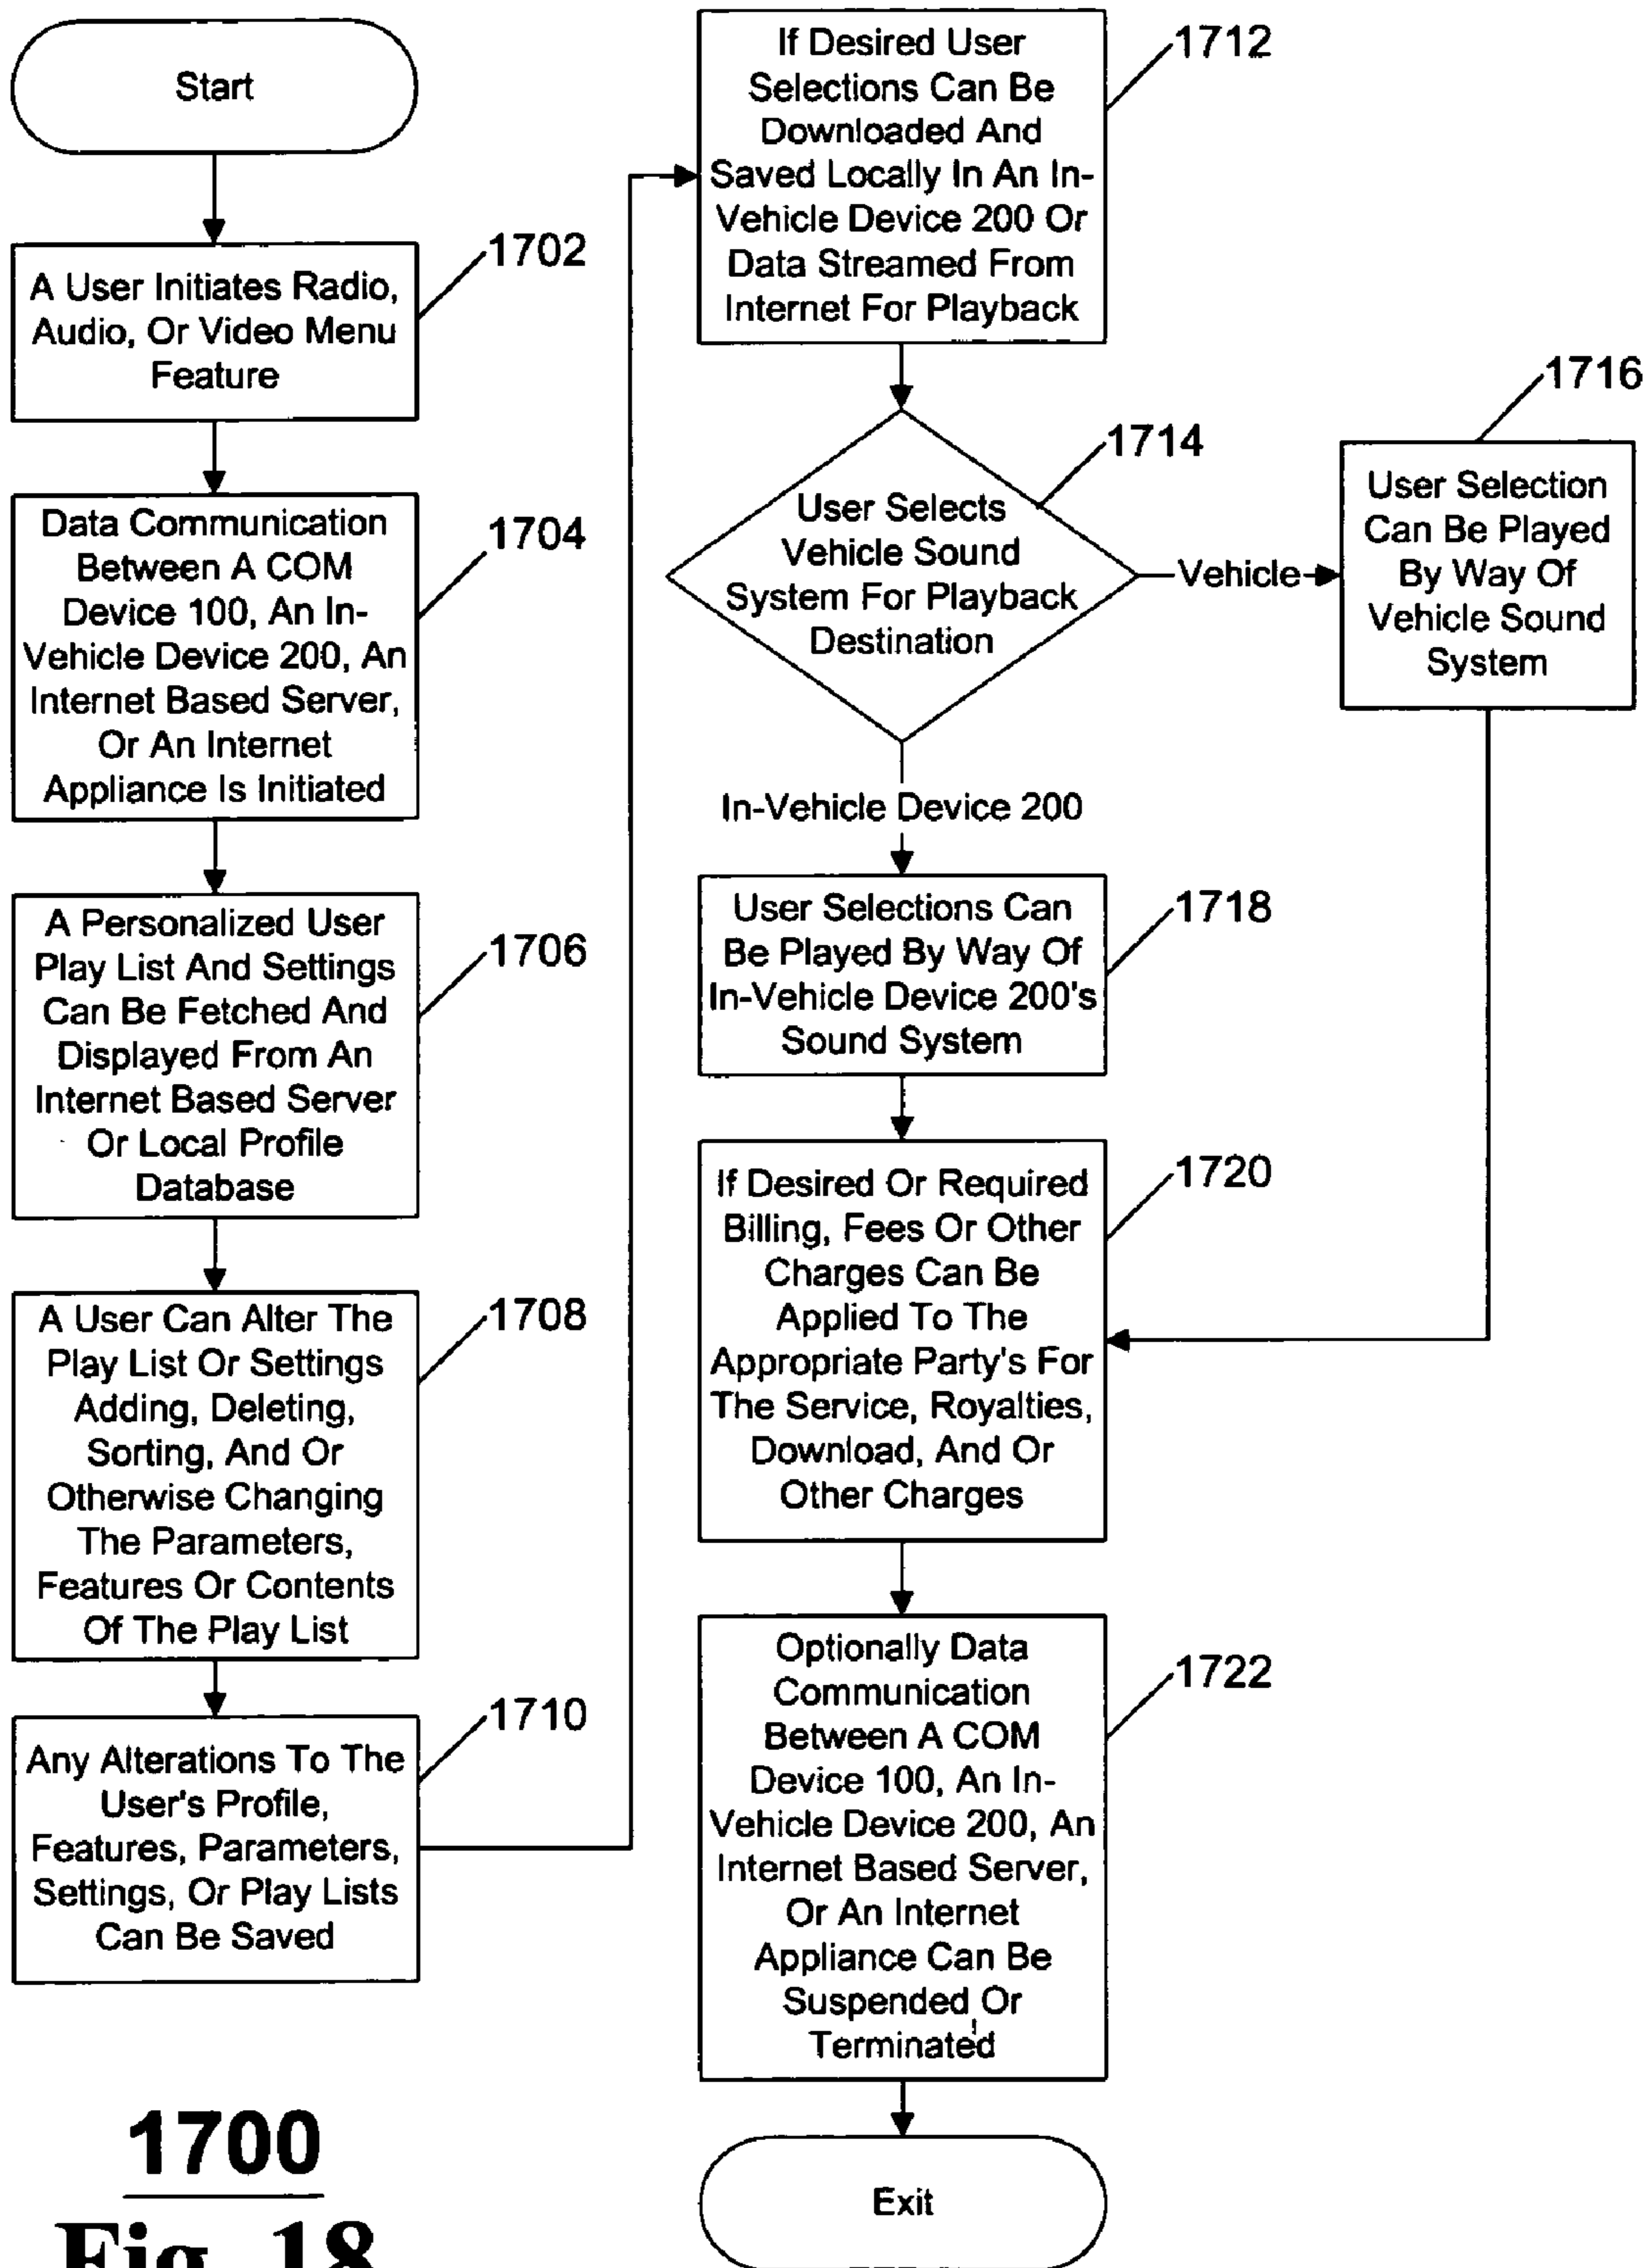 Start
1702
A User Initiates Radio,
Audio, Or Video Menu
Feature
1704
Data Communication
Between A COM
Device 100, An In-
Vehicle Device 200, An
Internet Based Server,
Or An Internet
Appliance Is Initiated
1706
A Personalized User
Play List And Settings
Can Be Fetched And
Displayed From An
Internet Based Server
Or Local Profile
Database
1708
A User Can Alter The
Play List Or Settings
Adding, Deleting,
Sorting, And Or
Otherwise Changing
The Parameters,
Features Or Contents
Of The Play List
1710
Any Alterations To The
User's Profile,
Features, Parameters,
Settings, Or Play Lists
Can Be Saved
1712
If Desired User
Selections Can Be
Downloaded And
Saved Locally In An In-
Vehicle Device 200 Or
Data Streamed From
Internet For Playback
1714
User Selects
Vehicle Sound
System For Playback
Destination
Vehicle
1716
User Selection
Can Be Played
By Way Of
Vehicle Sound
System
In-Vehicle Device 200
1718
User Selections Can
Be Played By Way Of
In-Vehicle Device 200's
Sound System
1720
If Desired Or Required
Billing, Fees Or Other
Charges Can Be
Applied To The
Appropriate Party's For
The Service, Royalties,
Download, And Or
Other Charges
1722
Optionally Data
Communication
Between A COM
Device 100, An In-
Vehicle Device 200, An
Internet Based Server,
Or An Internet
Appliance Can Be
Suspended Or
Terminated
Exit
1700
Fig. 18